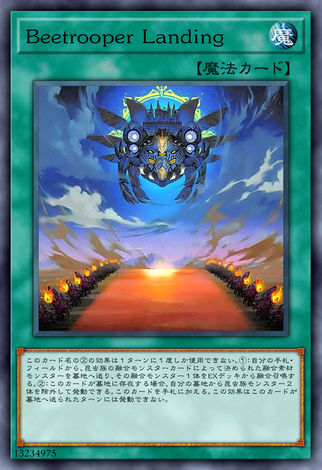 Beetrooper Landing
魔
【魔法カード】
このカード名の②の効果は1ターンに1度しか使用できない。①:自分の手札・
フィールドから、昆虫族の融合モンスターカードによって決められた融合素材
モンスターを墓地へ送り、その融合モンスター1体をEXデッキから融合召喚す
る。②:このカードが墓地に存在する場合、自分の墓地から昆虫族モンスター2
体を除外して発動できる。このカードを手札に加える。この効果はこのカードが
墓地へ送られたターンには発動できない。
13234975